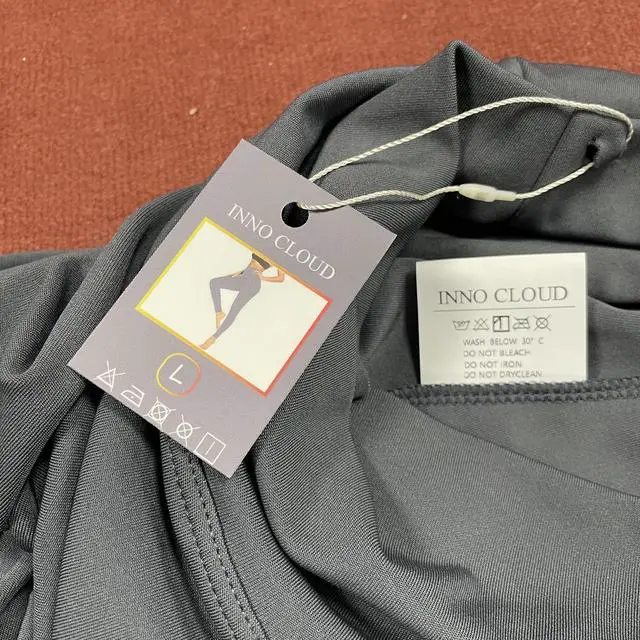 INNO CLOUD
L
INNO CLOUD
WASH BELOW 30° C
DO NOT BLEACH
DO NOT IRON
DO NOT DRYCLEAN